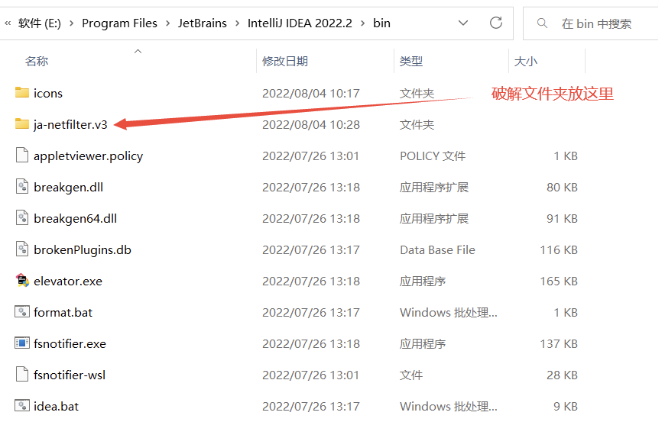 « 软件 (E:) › Program Files › JetBrains › IntelliJ IDEA 2022.2 › bin 在 bin 中搜索
名称 修改日期 类型 大小
icons 2022/08/04 10:17 文件夹 破解文件夹放这里
ja-netfilter.v3 2022/08/04 10:28 文件夹
appletviewer.policy 2022/07/26 13:01 POLICY 文件 1 KB
breakgen.dll 2022/07/26 13:18 应用程序扩展 80 KB
breakgen64.dll 2022/07/26 13:18 应用程序扩展 91 KB
brokenPlugins.db 2022/07/26 13:17 Data Base File 116 KB
elevator.exe 2022/07/26 13:18 应用程序 165 KB
format.bat 2022/07/26 13:17 Windows 批处理... 1 KB
fsnotifier.exe 2022/07/26 13:18 应用程序 137 KB
fsnotifier-wsl 2022/07/26 13:01 文件 28 KB
idea.bat 2022/07/26 13:17 Windows 批处理... 9 KB